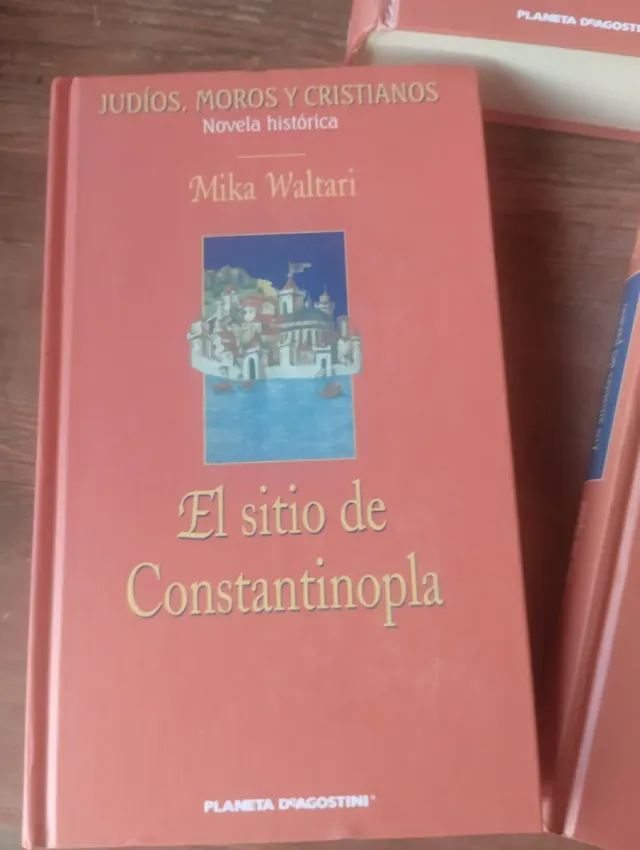 PLANETA DEAGOSTINI
JUDÍOS, MOROS Y CRISTIANOS
Novela histórica
Mika Waltari
El sitio de
Constantinopla
PLANETA DEAGOSTINI